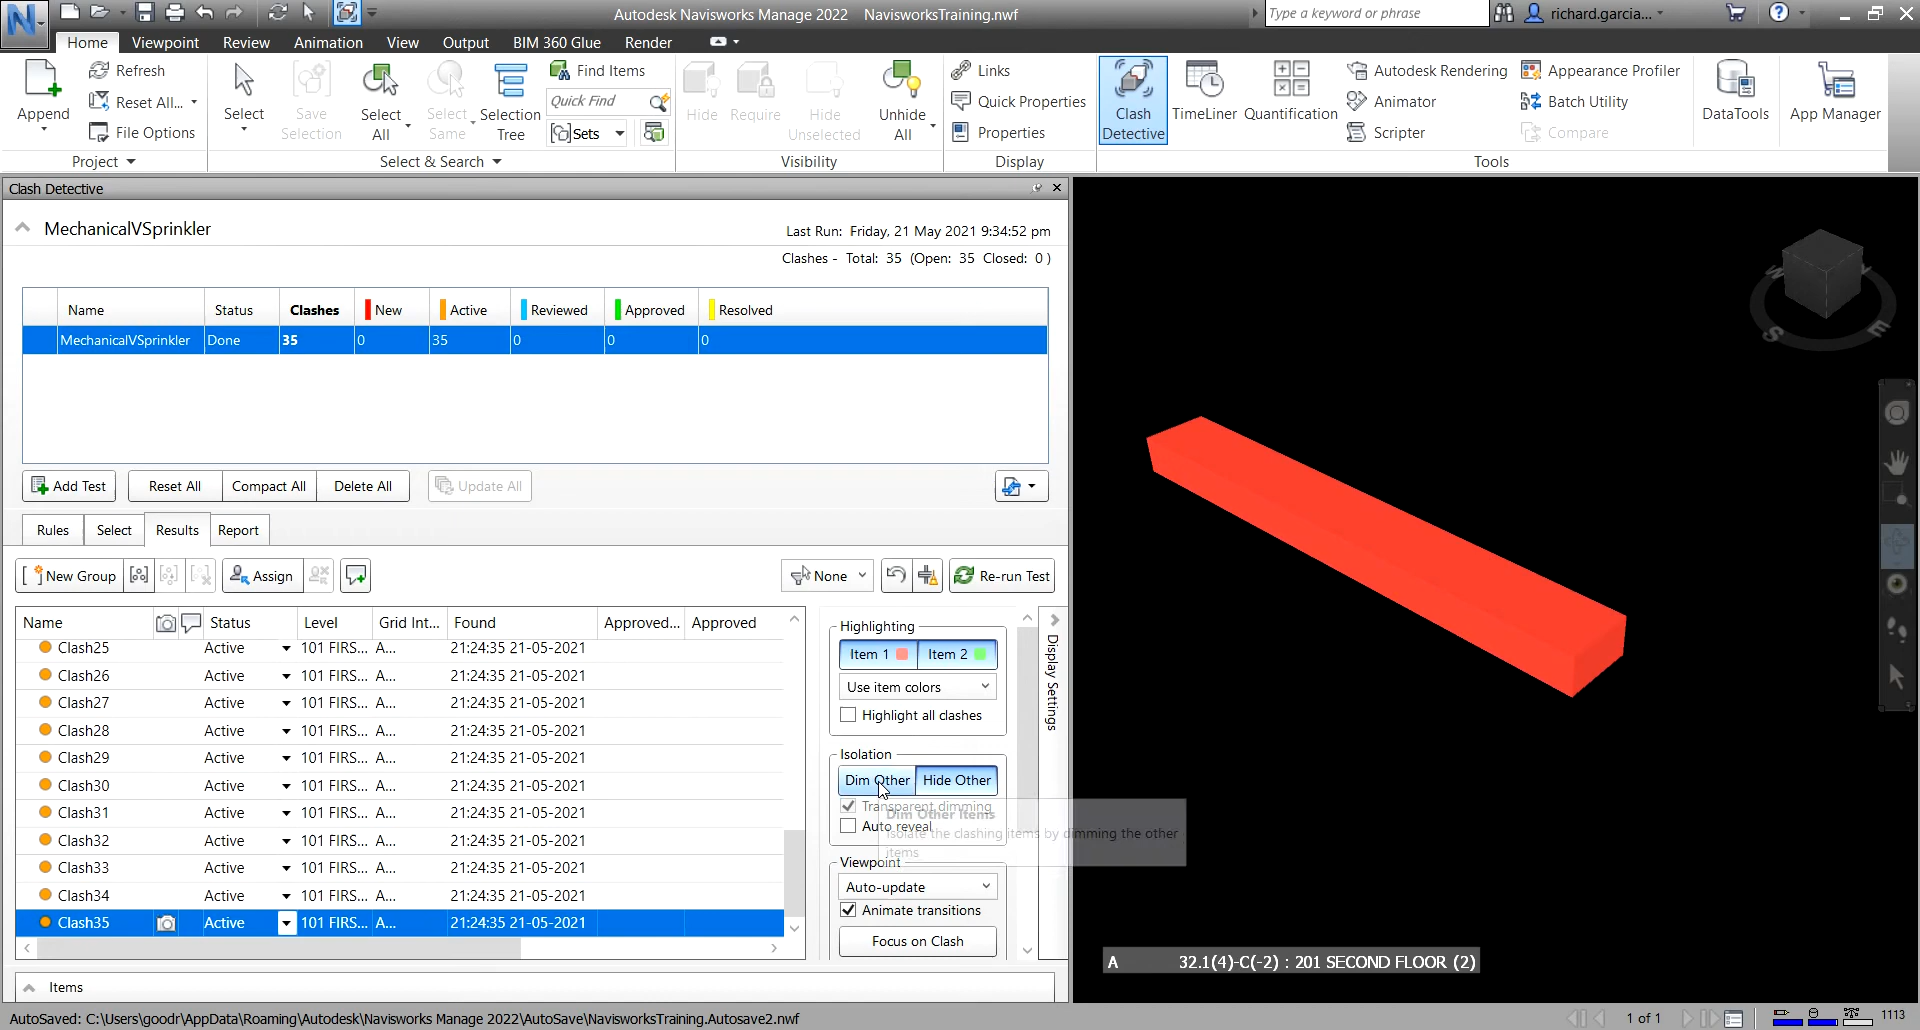 Autodesk Navisworks Manage 2022 NavisworksTraining.nwf
Type a keyword or phrase
richard.garcia...
Home Viewpoint Review Animation View Output BIM 360 Glue Render
Append
Refresh
Reset All...
File Options
Project
Select
Save Selection
Select All
Select Same
Selection Tree
Find Items
Quick Find
Sets
Select & Search
Hide
Require
Hide Unselected
Unhide All
Visibility
Links
Quick Properties
Properties
Display
Clash Detective
TimeLiner
Quantification
Autodesk Rendering
Animator
Scripter
Appearance Profiler
Batch Utility
Compare
DataTools
App Manager
Tools
Clash Detective
MechanicalVSprinkler
Last Run: Friday, 21 May 2021 9:34:52 pm
Clashes - Total: 35 (Open: 35 Closed: 0 )
Name Status Clashes New Active Reviewed Approved Resolved
MechanicalVSprinkler Done 35 0 35 0 0 0
Add Test Reset All Compact All Delete All Update All
Rules Select Results Report
New Group Assign None Re-run Test
Name Status Level Grid Int... Found Approved... Approved
Clash25 Active 101 FIRS... A... 21:24:35 21-05-2021
Clash26 Active 101 FIRS... A... 21:24:35 21-05-2021
Clash27 Active 101 FIRS... A... 21:24:35 21-05-2021
Clash28 Active 101 FIRS... A... 21:24:35 21-05-2021
Clash29 Active 101 FIRS... A... 21:24:35 21-05-2021
Clash30 Active 101 FIRS... A... 21:24:35 21-05-2021
Clash31 Active 101 FIRS... A... 21:24:35 21-05-2021
Clash32 Active 101 FIRS... A... 21:24:35 21-05-2021
Clash33 Active 101 FIRS... A... 21:24:35 21-05-2021
Clash34 Active 101 FIRS... A... 21:24:35 21-05-2021
Clash35 Active 101 FIRS... A... 21:24:35 21-05-2021
Highlighting
Item 1 Item 2
Use item colors
Highlight all clashes
Isolation
Dim Other Hide Other
Transparent dimming
Auto reveal
Dim Other Items
Isolate the clashing items by dimming the other
items
Viewpoint
Auto-update
Animate transitions
Focus on Clash
Display Settings
Items
W S E
A 32.1(4)-C(-2) : 201 SECOND FLOOR (2)
AutoSaved: C:\Users\goodr\AppData\Roaming\Autodesk\Navisworks Manage 2022\AutoSave\NavisworksTraining.Autosave2.nwf
1 of 1
1113